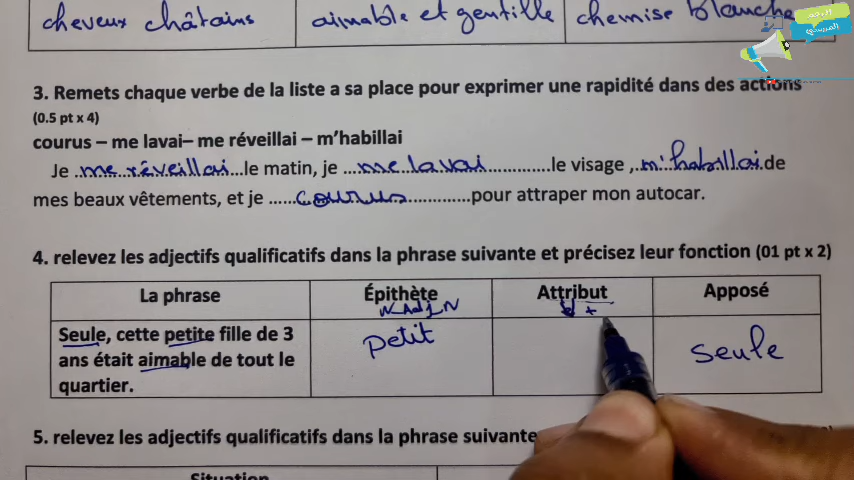 cheveux châtains aimable et gentille chemise blanche
3. Remets chaque verbe de la liste a sa place pour exprimer une rapidité dans des actions
(0.5 pt x 4)
courus – me lavai– me réveillai – m'habillai
Je ..me réveillai...le matin, je ....me lavai............le visage ,..m'habillai.de
mes beaux vêtements, et je ......courus..............pour attraper mon autocar.
4. relevez les adjectifs qualificatifs dans la phrase suivante et précisez leur fonction (01 pt x 2)
La phrase Épithète Attribut Apposé
Seule, cette petite fille de 3
ans était aimable de tout le
quartier.
petit
seule
5. relevez les adjectifs qualificatifs dans la phrase suivante
Situation